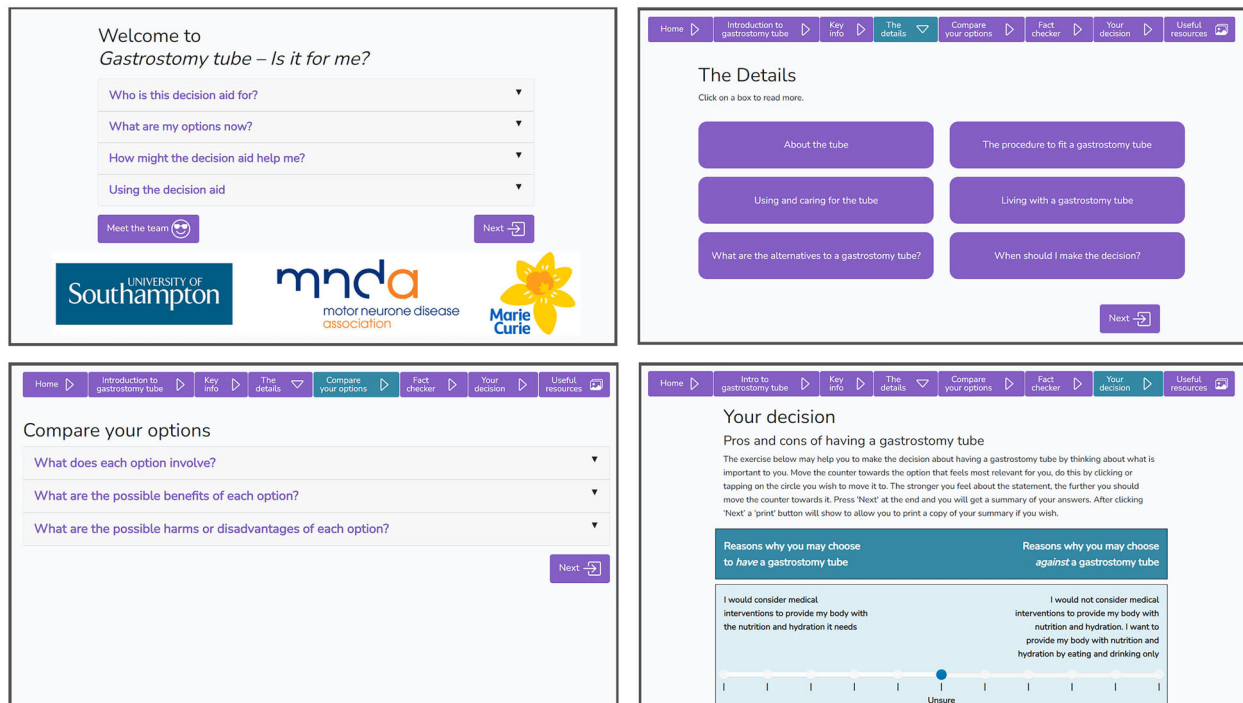 Welcome to
Gastrostomy tube – Is it for me?
Who is this decision aid for?
What are my options now?
How might the decision aid help me?
Using the decision aid
Meet the team
Next
UNIVERSITY OF
Southampton
mnda
motor neurone disease
association
Marie
Curie
Home
Introduction to
gastrostomy tube
Key
info
The
details
Compare
your options
Fact
checker
Your
decision
Useful
resources
The Details
Click on a box to read more.
About the tube
The procedure to fit a gastrostomy tube
Using and caring for the tube
Living with a gastrostomy tube
What are the alternatives to a gastrostomy tube?
When should I make the decision?
Next
Home
Introduction to
gastrostomy tube
Key
info
The
details
Compare
your options
Fact
checker
Your
decision
Useful
resources
Compare your options
What does each option involve?
What are the possible benefits of each option?
What are the possible harms or disadvantages of each option?
Next
Home
Intro to
gastrostomy tube
Key
info
The
details
Compare
your options
Fact
checker
Your
decision
Useful
resources
Your decision
Pros and cons of having a gastrostomy tube
The exercise below may help you to make the decision about having a gastrostomy tube by thinking about what is
important to you. Move the counter towards the option that feels most relevant for you, do this by clicking or
tapping on the circle you wish to move it to. The stronger you feel about the statement, the further you should
move the counter towards it. Press 'Next' at the end and you will get a summary of your answers. After clicking
'Next' a 'print' button will show to allow you to print a copy of your summary if you wish.
Reasons why you may choose
to have a gastrostomy tube
Reasons why you may choose
against a gastrostomy tube
I would consider medical
interventions to provide my body with
the nutrition and hydration it needs
I would not consider medical
interventions to provide my body with
nutrition and hydration. I want to
provide my body with nutrition and
hydration by eating and drinking only
Unsure